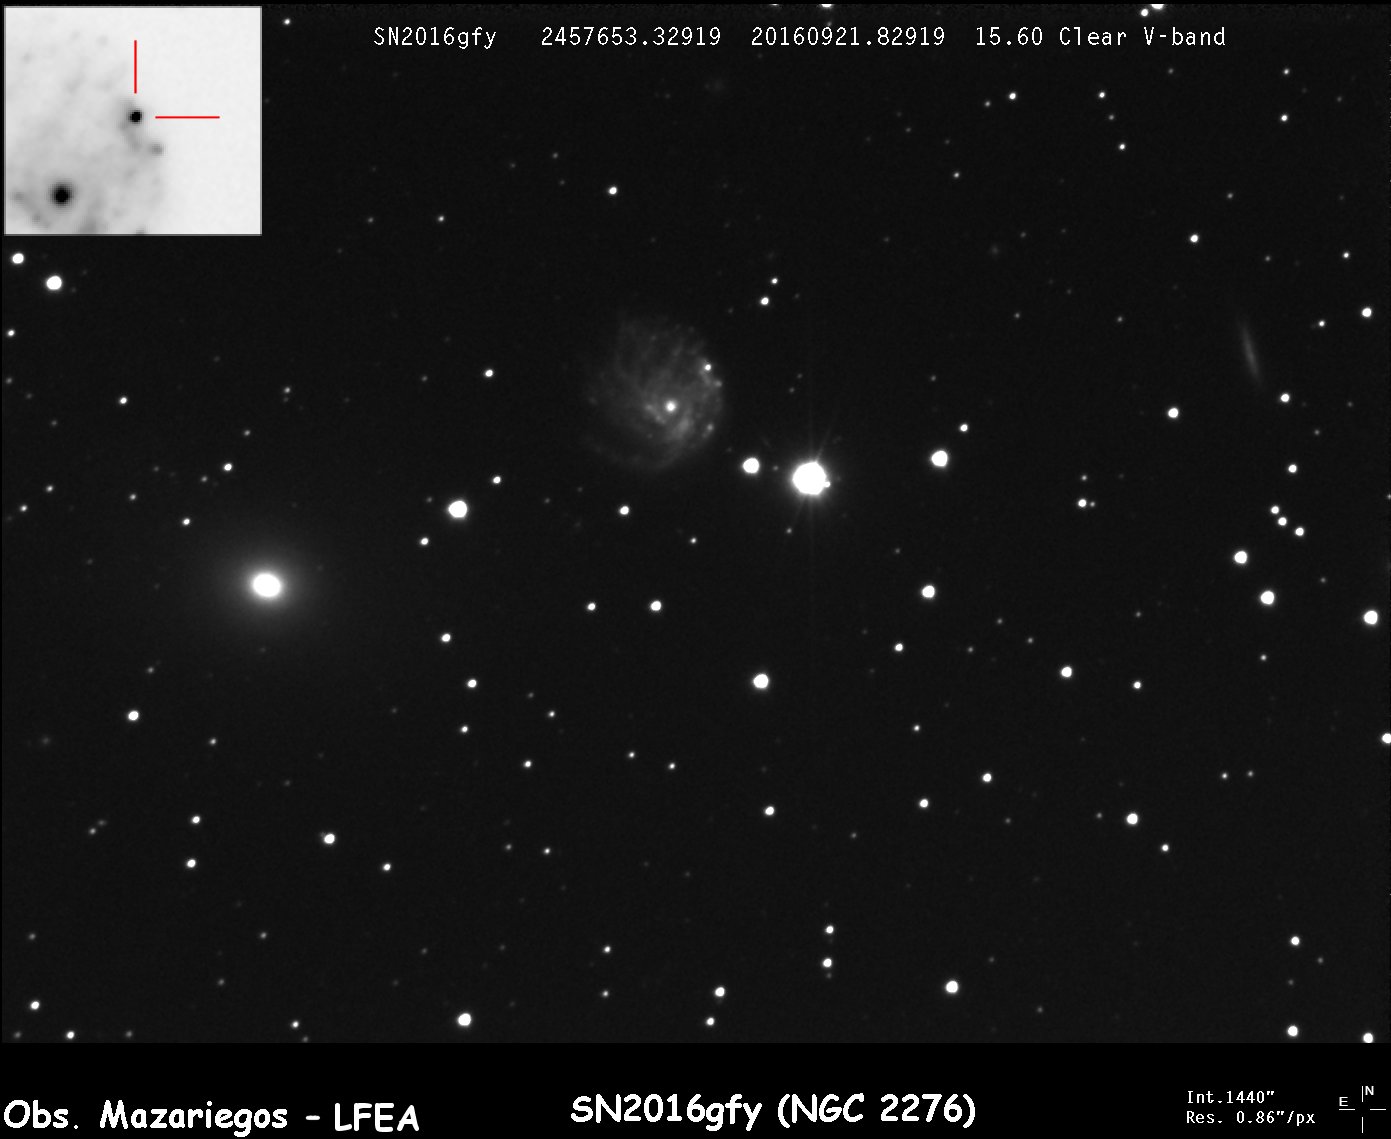 SN2016gfy 2457653.32919 20160921.82919 15.60 Clear V-band
Obs. Mazariegos - LFEA
SN2016gfy (NGC 2276)
Int.1440"
Res. 0.86"/px
N
E